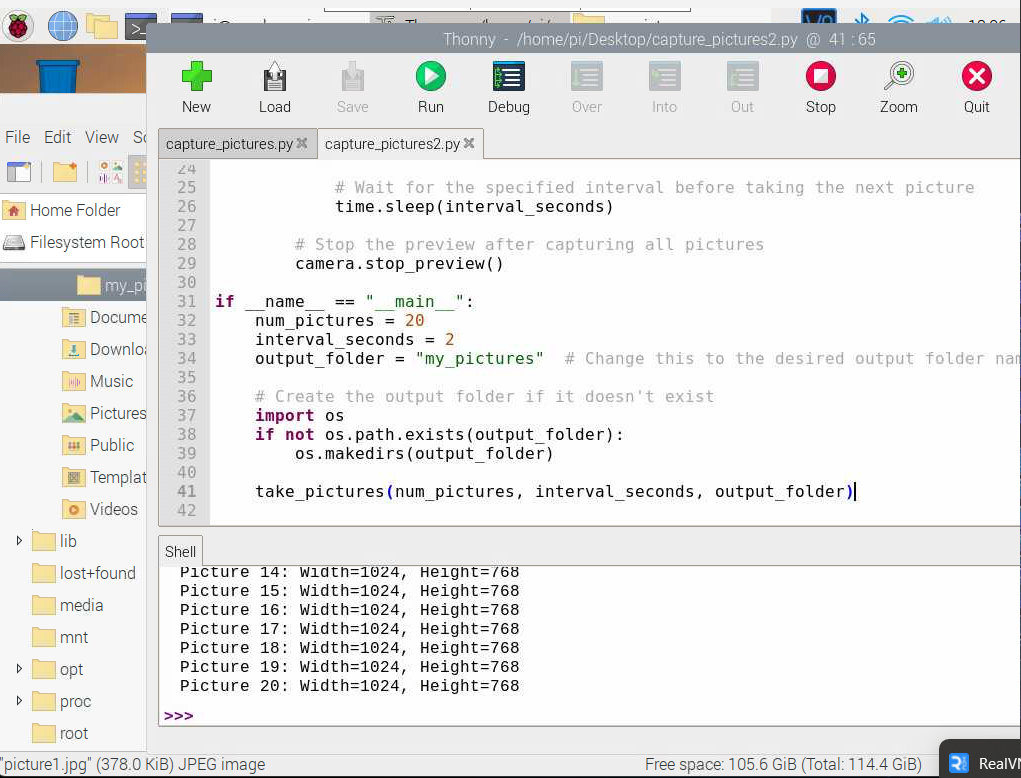 Thonny - /home/pi/Desktop/capture_pictures2.py @ 41 : 65
New Load Save Run Debug Over Into Out Stop Zoom Quit
File Edit View
capture_pictures.py capture_pictures2.py
24
25 # Wait for the specified interval before taking the next picture
26 time.sleep(interval_seconds)
27
28 # Stop the preview after capturing all pictures
29 camera.stop_preview()
30
31 if __name__ == "__main__":
32 num_pictures = 20
33 interval_seconds = 2
34 output_folder = "my_pictures" # Change this to the desired output folder nam
35
36 # Create the output folder if it doesn't exist
37 import os
38 if not os.path.exists(output_folder):
39 os.makedirs(output_folder)
40
41 take_pictures(num_pictures, interval_seconds, output_folder)
42
Home Folder
Filesystem Root
my_pi
Docume
Downloa
Music
Pictures
Public
Templat
Videos
lib
lost+found
media
mnt
opt
proc
root
Shell
Picture 14: Width=1024, Height=768
Picture 15: Width=1024, Height=768
Picture 16: Width=1024, Height=768
Picture 17: Width=1024, Height=768
Picture 18: Width=1024, Height=768
Picture 19: Width=1024, Height=768
Picture 20: Width=1024, Height=768
>>>
"picture1.jpg" (378.0 KiB) JPEG image
Free space: 105.6 GiB (Total: 114.4 GiB)
RealVN